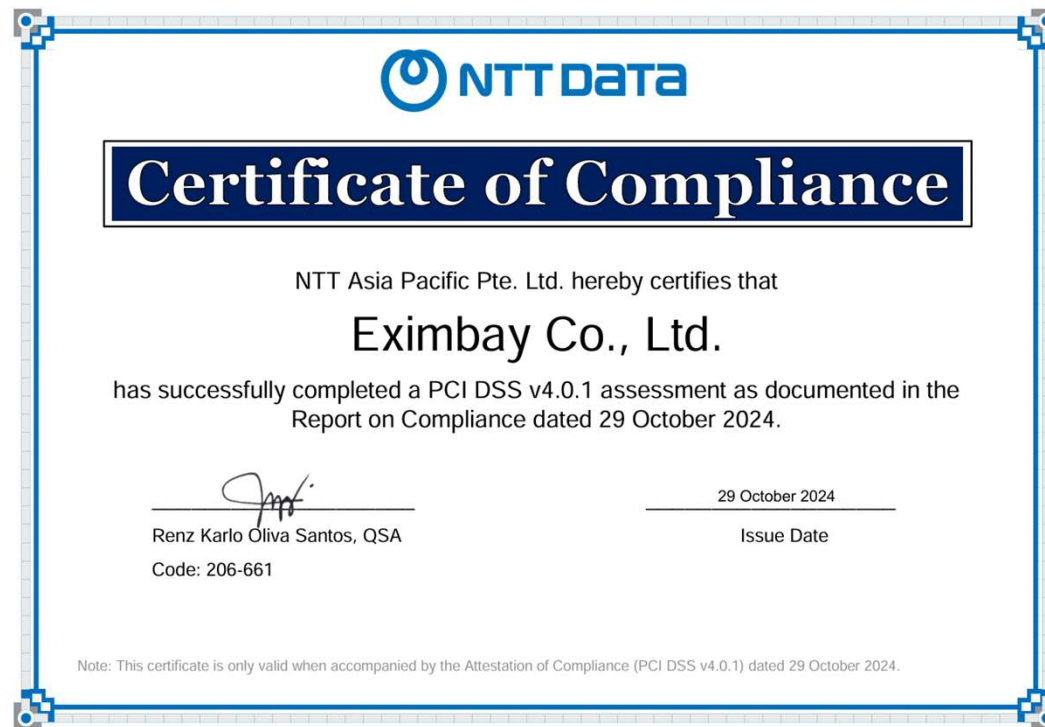 NTT DATA
Certificate of Compliance
NTT Asia Pacific Pte. Ltd. hereby certifies that
Eximbay Co., Ltd.
has successfully completed a PCI DSS v4.0.1 assessment as documented in the
Report on Compliance dated 29 October 2024.
29 October 2024
Renz Karlo Oliva Santos, QSA
Issue Date
Code: 206-661
Note: This certificate is only valid when accompanied by the Attestation of Compliance (PCI DSS v4.0.1) dated 29 October 2024.